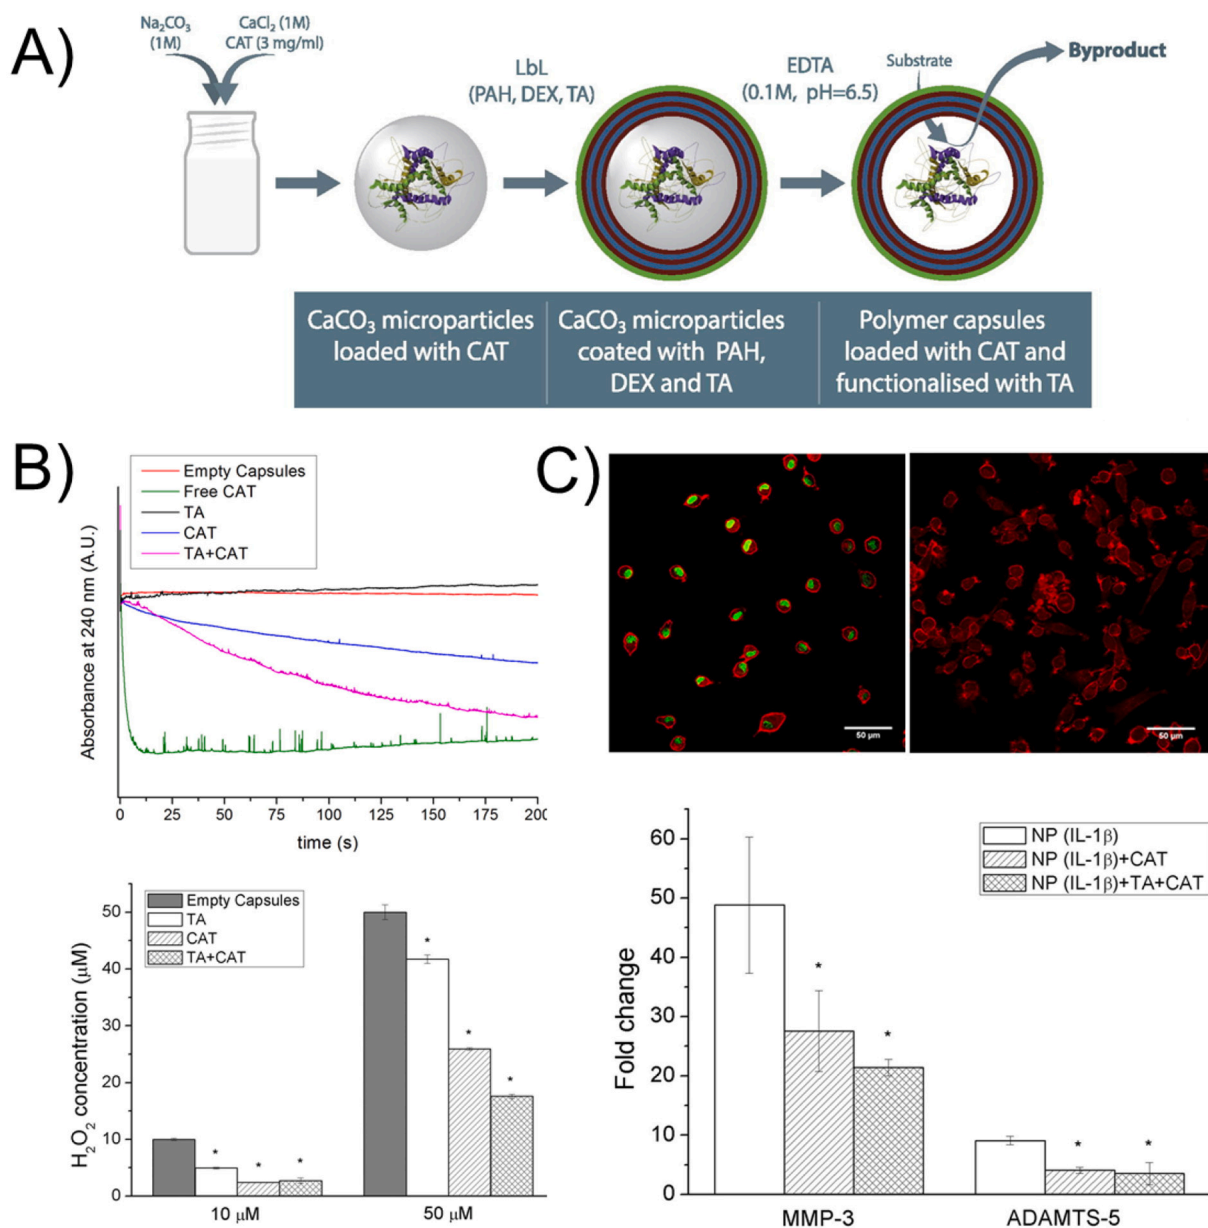 A)
Na₂CO₃
(1M)
CaCl₂ (1M)
CAT (3 mg/ml)
LbL
(PAH, DEX, TA)
EDTA
(0.1M, pH=6.5)
Substrate
Byproduct
CaCO₃ microparticles
loaded with CAT
CaCO₃ microparticles
coated with PAH,
DEX and TA
Polymer capsules
loaded with CAT and
functionalised with TA
B)
Empty Capsules
Free CAT
TA
CAT
TA+CAT
Absorbance at 240 nm (A.U.)
0 25 50 75 100 125 150 175 200
time (s)
Empty Capsules
TA
CAT
TA+CAT
H₂O₂ concentration (μM)
50
40
30
20
10
0
* * *
* * *
10 μM
50 μM
C)
50 μm
50 μm
NP (IL-1β)
NP (IL-1β)+CAT
NP (IL-1β)+TA+CAT
Fold change
60
50
40
30
20
10
0
* *
* *
MMP-3
ADAMTS-5